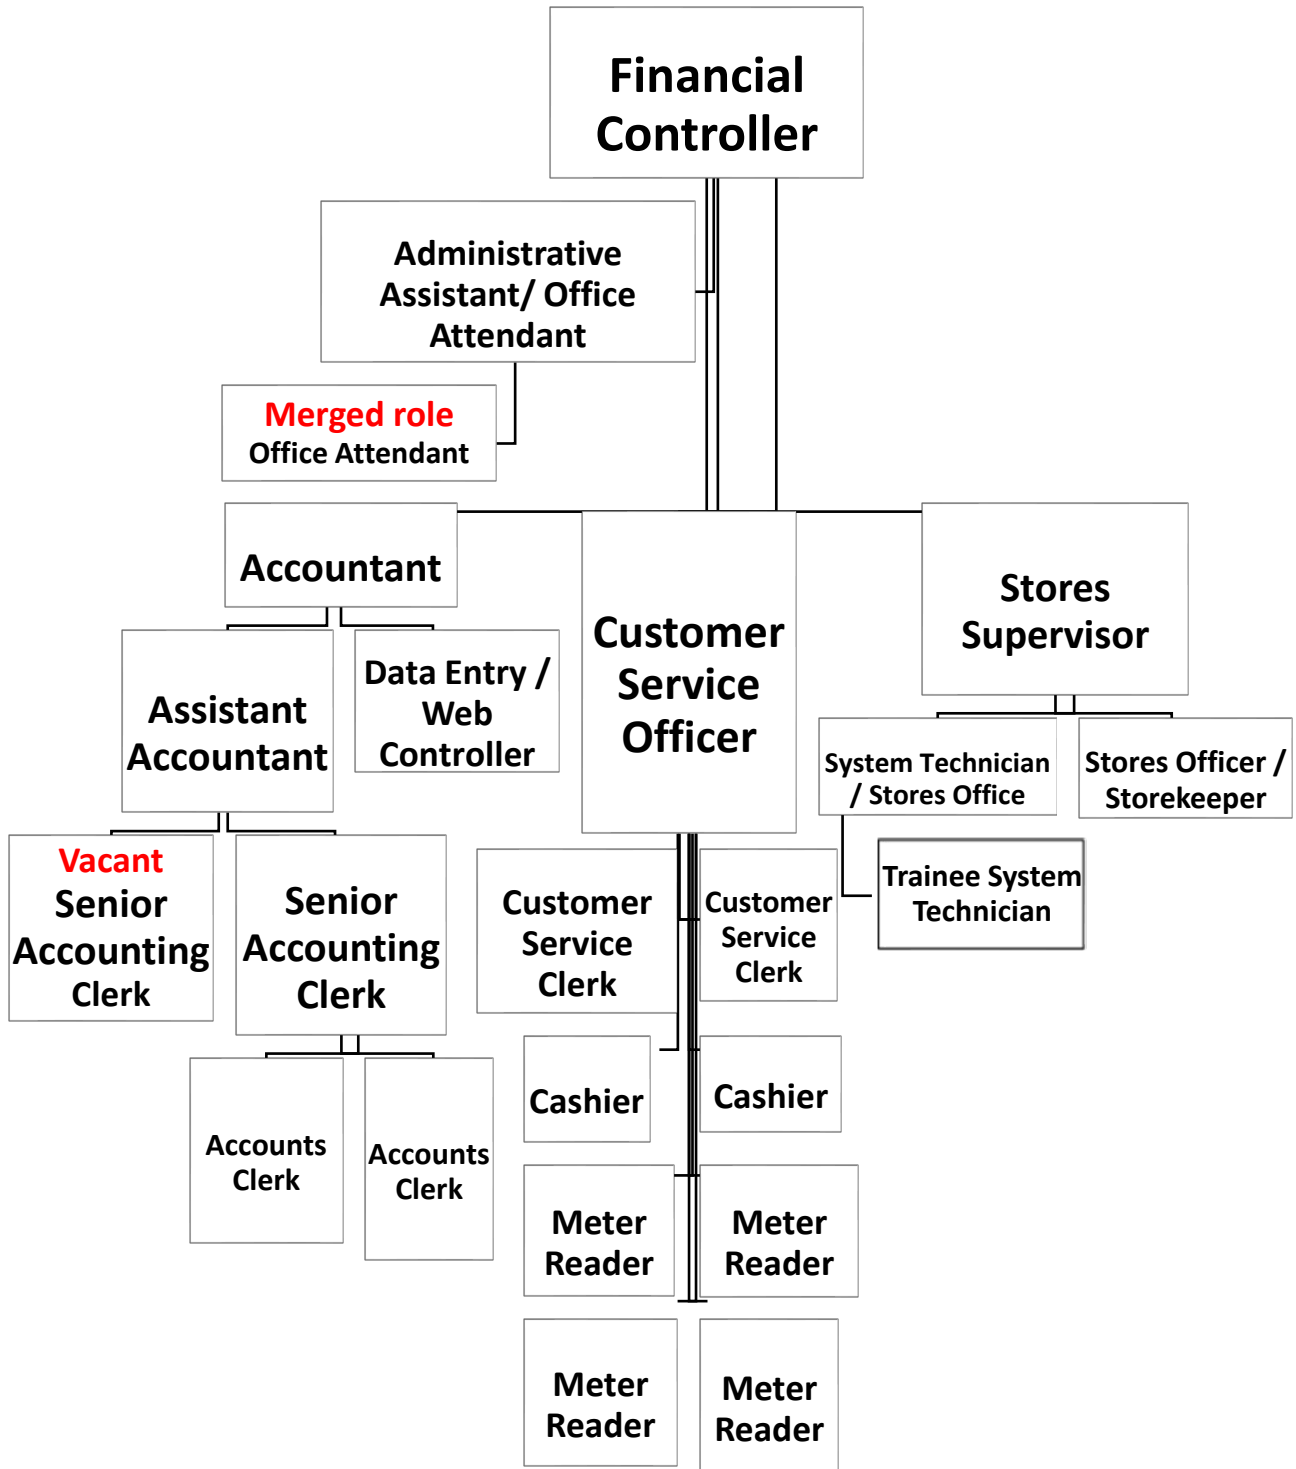 Financial
Controller
Administrative
Assistant/ Office
Attendant
Merged role
Office Attendant
Accountant
Customer
Service
Officer
Stores
Supervisor
Assistant
Accountant
Data Entry /
Web
Controller
System Technician
/ Stores Office
Stores Officer /
Storekeeper
Trainee System
Technician
Vacant
Senior
Accounting
Clerk
Senior
Accounting
Clerk
Customer
Service
Clerk
Customer
Service
Clerk
Accounts
Clerk
Accounts
Clerk
Cashier
Cashier
Meter
Reader
Meter
Reader
Meter
Reader
Meter
Reader